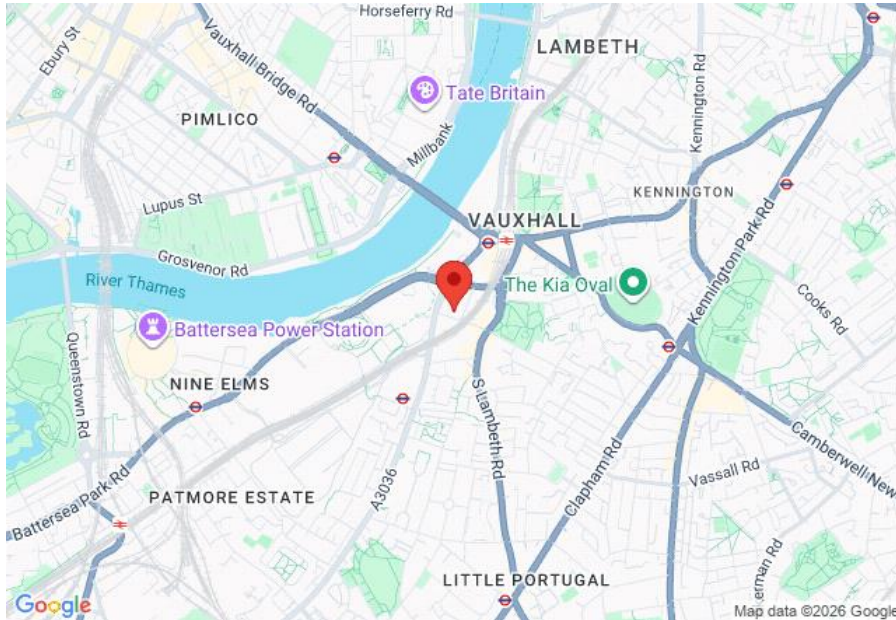 Horseferry Rd
Ebury St
Vauxhall Bridge Rd
LAMBETH
Kennington Rd
Tate Britain
PIMLICO
Millbank
KENNINGTON
Lupus St
VAUXHALL
Kennington Park Rd
Grosvenor Rd
River Thames
The Kia Oval
Cooks Rd
Battersea Power Station
Queenstown Rd
NINE ELMS
S Lambeth Rd
Camberwell New
Clapham Rd
Vassall Rd
A3036
Battersea Park Rd
PATMORE ESTATE
erman Rd
LITTLE PORTUGAL
Google
Map data ©2026 Google